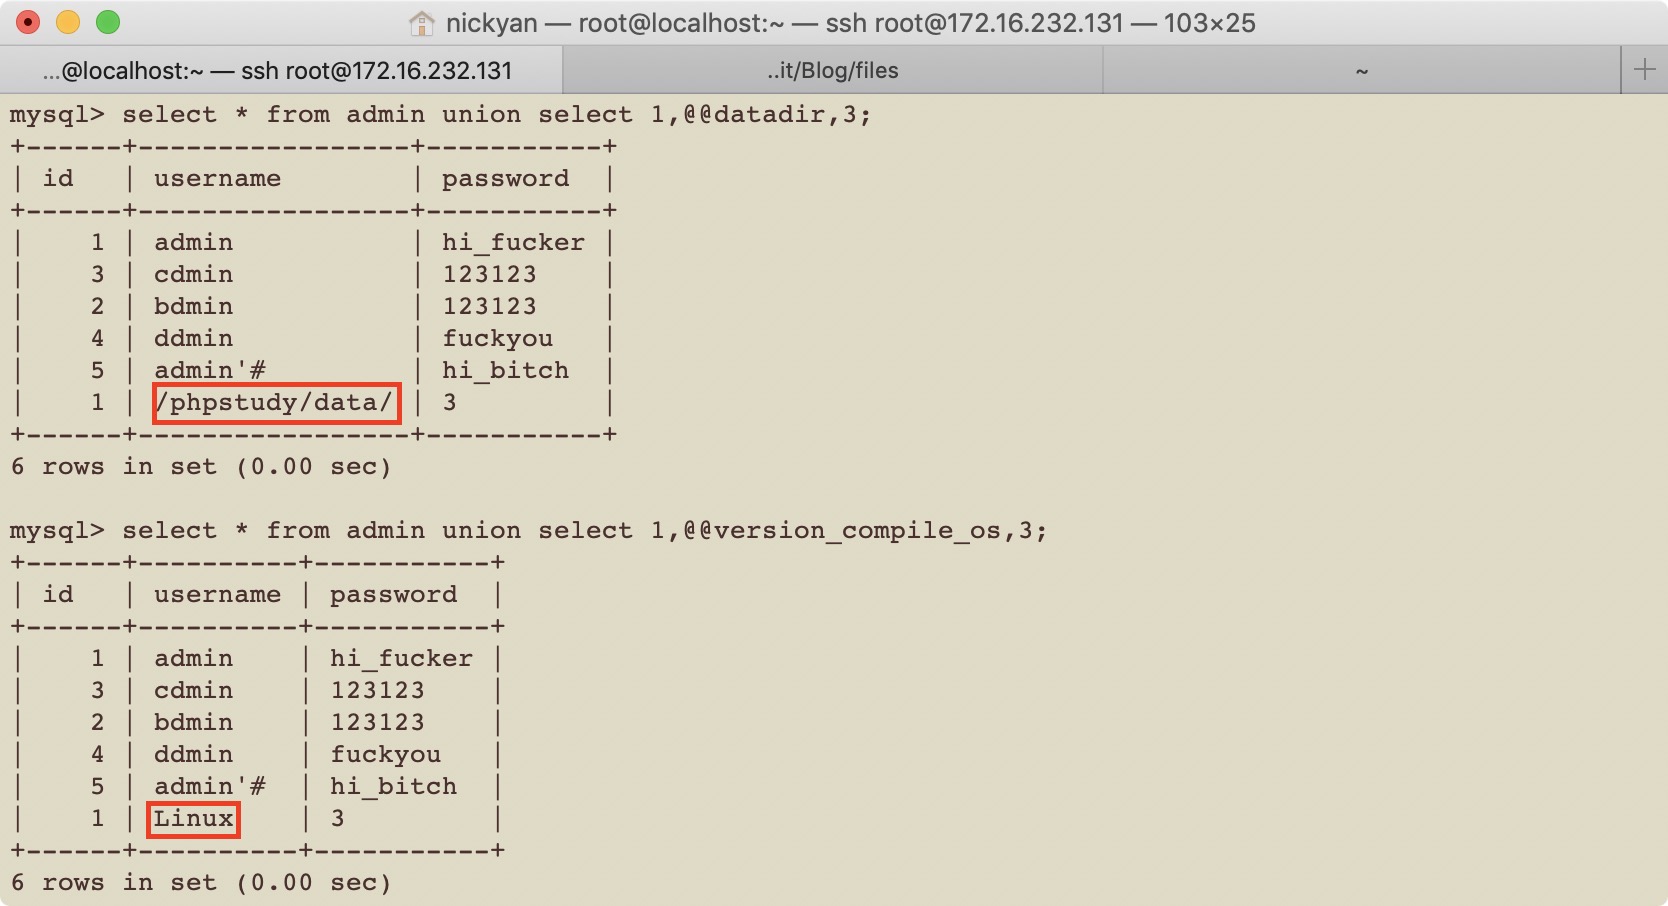 nickyan — root@localhost:~ — ssh root@172.16.232.131 — 103×25
...@localhost:~ — ssh root@172.16.232.131
..it/Blog/files
~
+
mysql> select * from admin union select 1,@@datadir,3;
+------+-----------------+-----------+
| id   | username        | password  |
+------+-----------------+-----------+
|    1 | admin           | hi_fucker |
|    3 | cdmin           | 123123    |
|    2 | bdmin           | 123123    |
|    4 | ddmin           | fuckyou   |
|    5 | admin'#         | hi_bitch  |
|    1 | /phpstudy/data/ | 3         |
+------+-----------------+-----------+
6 rows in set (0.00 sec)
mysql> select * from admin union select 1,@@version_compile_os,3;
+------+----------+-----------+
| id   | username | password  |
+------+----------+-----------+
|    1 | admin    | hi_fucker |
|    3 | cdmin    | 123123    |
|    2 | bdmin    | 123123    |
|    4 | ddmin    | fuckyou   |
|    5 | admin'#  | hi_bitch  |
|    1 | Linux    | 3         |
+------+----------+-----------+
6 rows in set (0.00 sec)